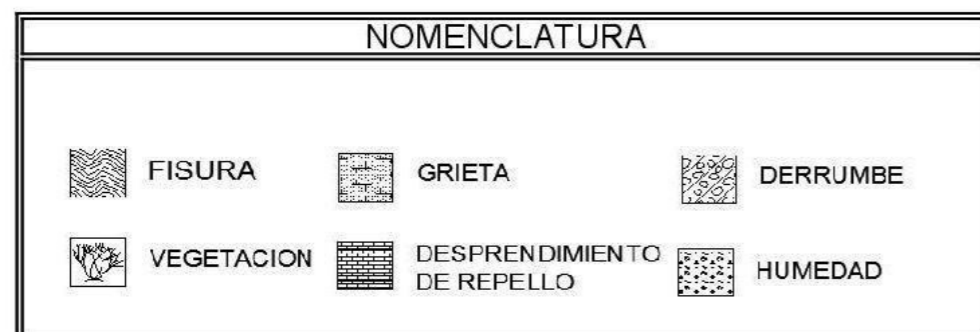 NOMENCLATURA
FISURA
GRIETA
DERRUMBE
VEGETACION
DESPRENDIMIENTO
DE REPELLO
HUMEDAD